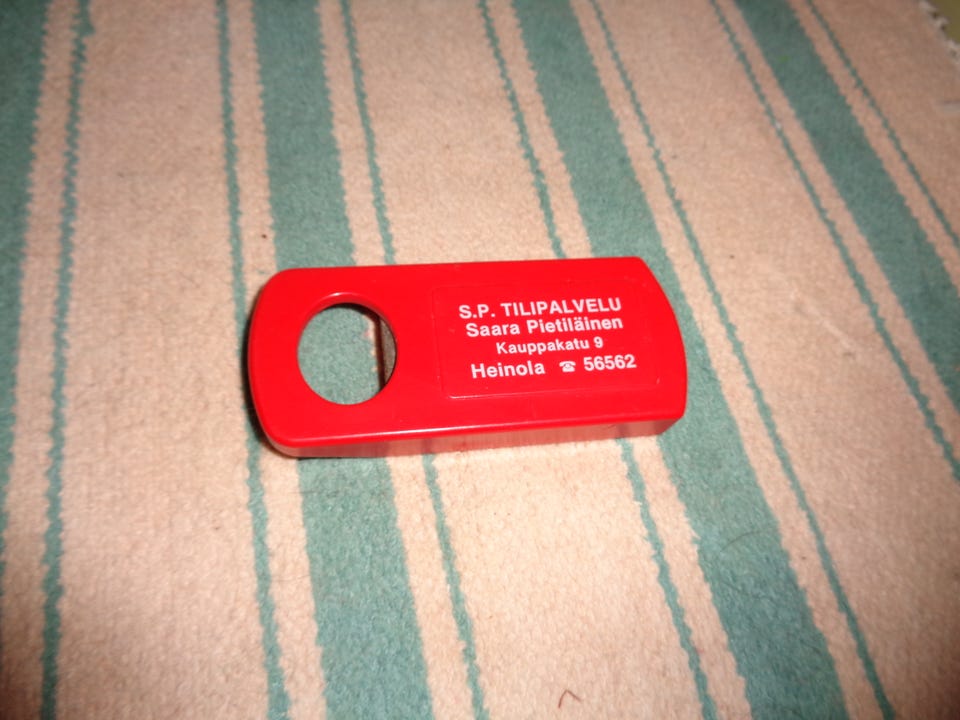 S.P. TILIPALVELU
Saara Pietiläinen
Kauppakatu 9
Heinola ☎ 56562